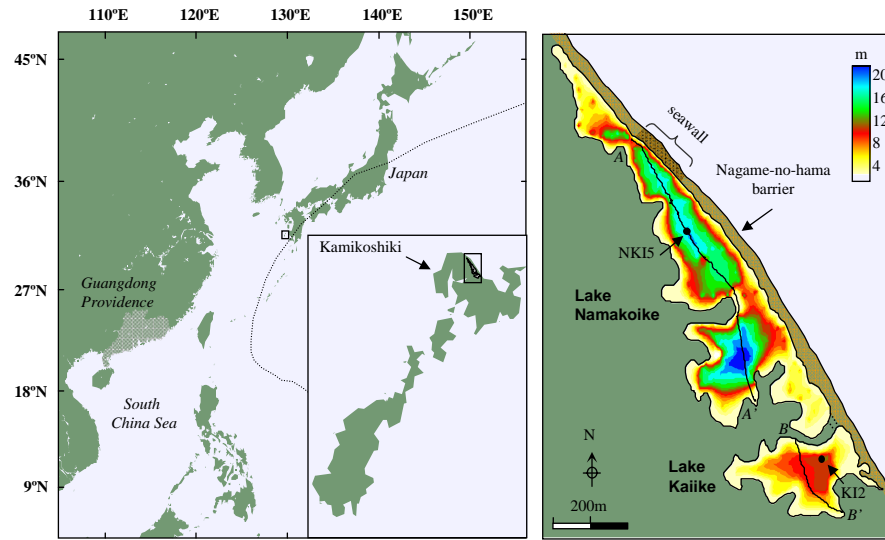 110ºE
120ºE
130ºE
140ºE
150ºE
45ºN
36ºN
27ºN
18ºN
9ºN
Japan
Kamikoshiki
Guangdong
Providence
South
China Sea
m
20
16
12
8
4
seawall
A
Nagame-no-hama
barrier
NKI5
Lake
Namakoike
A'
B
N
Lake
Kaiike
KI2
200m
B'